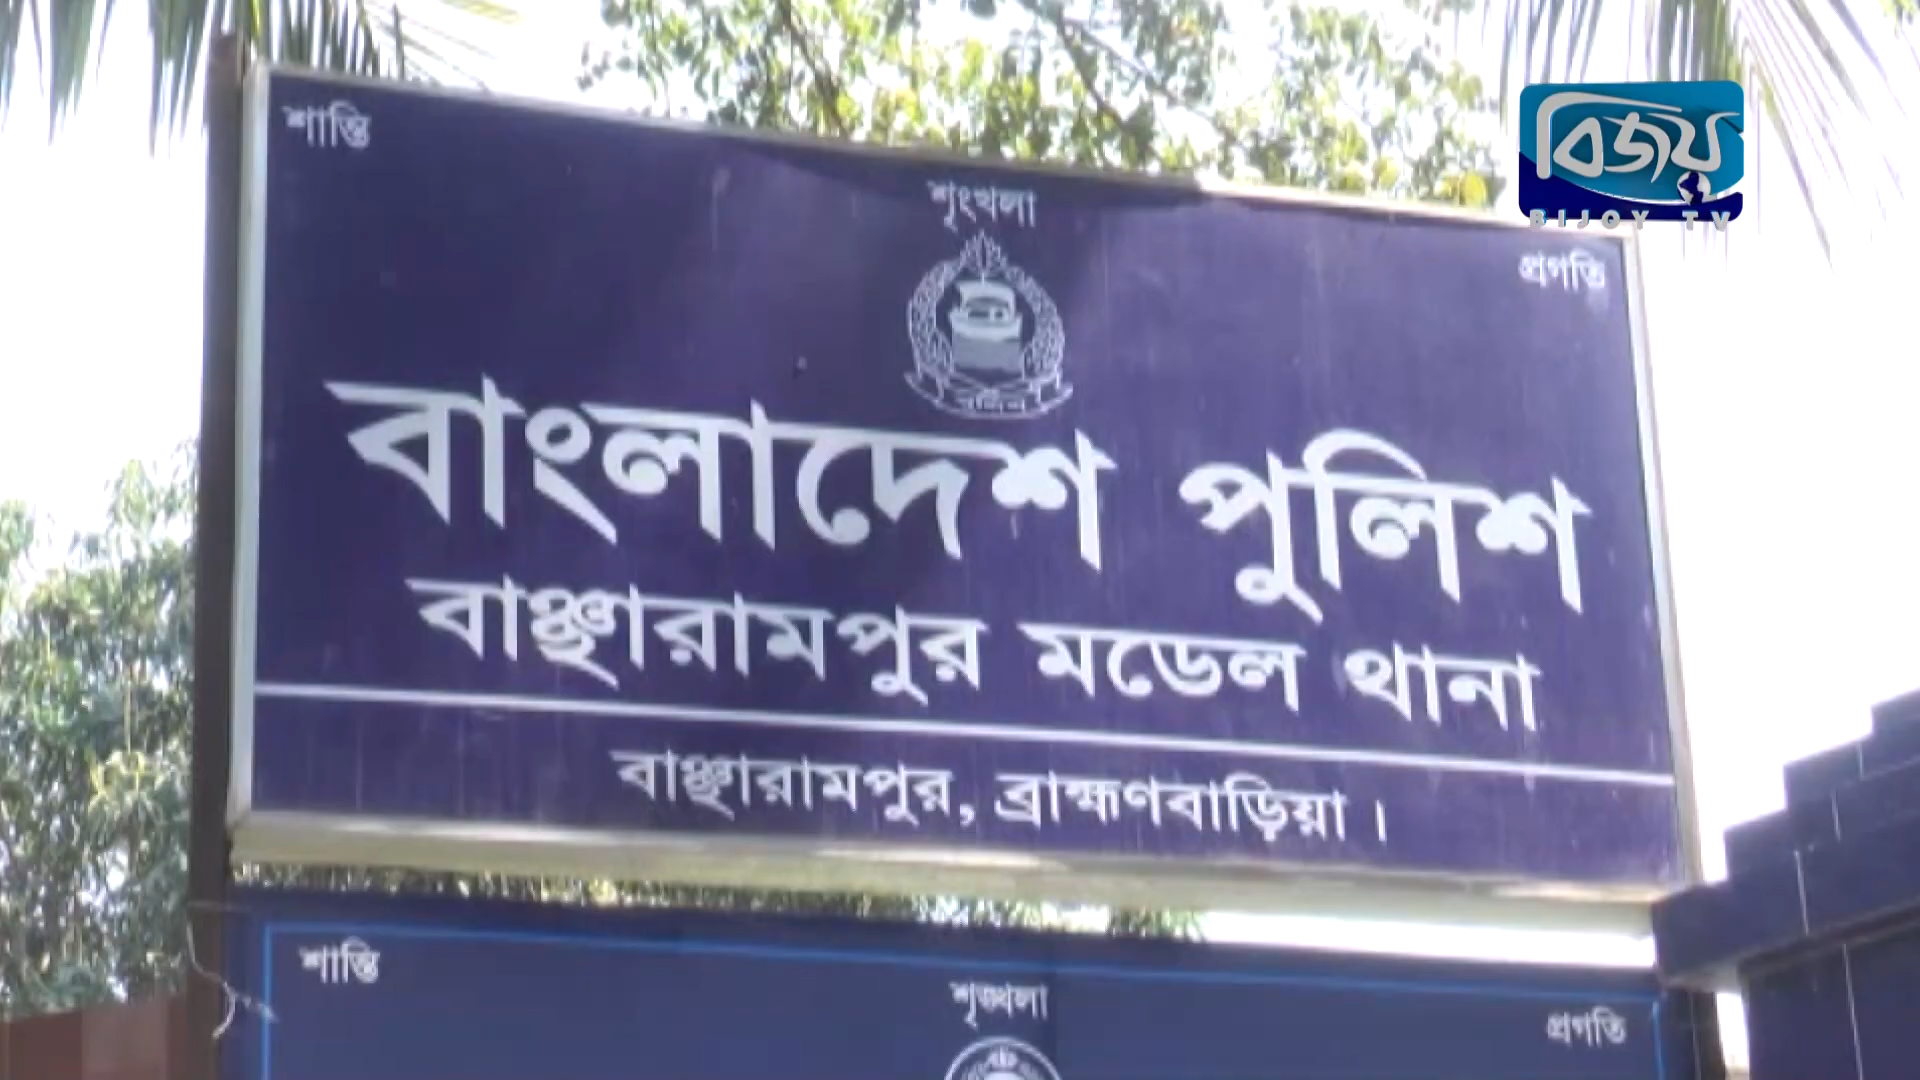 বিজয়
BIJOY TV
শান্তি
শৃংখলা
প্রগতি
পুলিশ
বাংলাদেশ পুলিশ
বাঞ্ছারামপুর মডেল থানা
বাঞ্ছারামপুর, ব্রাহ্মণবাড়িয়া।
শান্তি
শৃঙ্খলা
প্রগতি